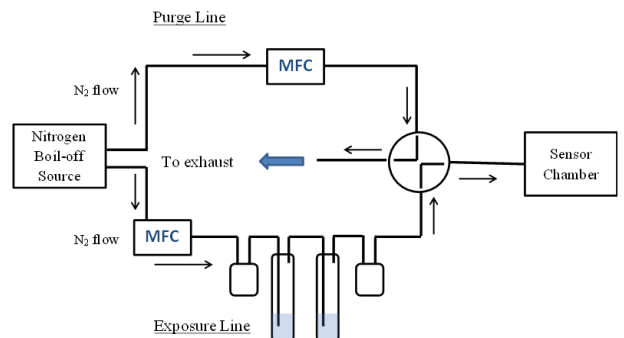 Purge Line
MFC
N₂ flow
Nitrogen
Boil-off
Source
To exhaust
Sensor
Chamber
N₂ flow
MFC
Exposure Line